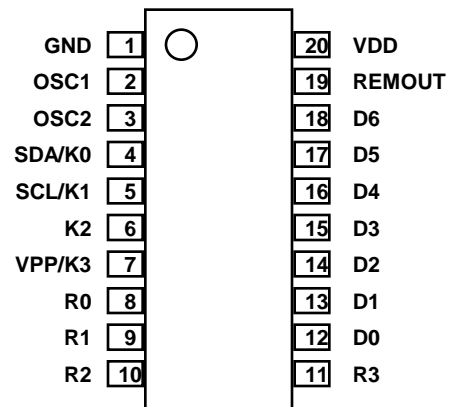 GND 1 20 VDD
OSC1 2 19 REMOUT
OSC2 3 18 D6
SDA/K0 4 17 D5
SCL/K1 5 16 D4
K2 6 15 D3
VPP/K3 7 14 D2
R0 8 13 D1
R1 9 12 D0
R2 10 11 R3